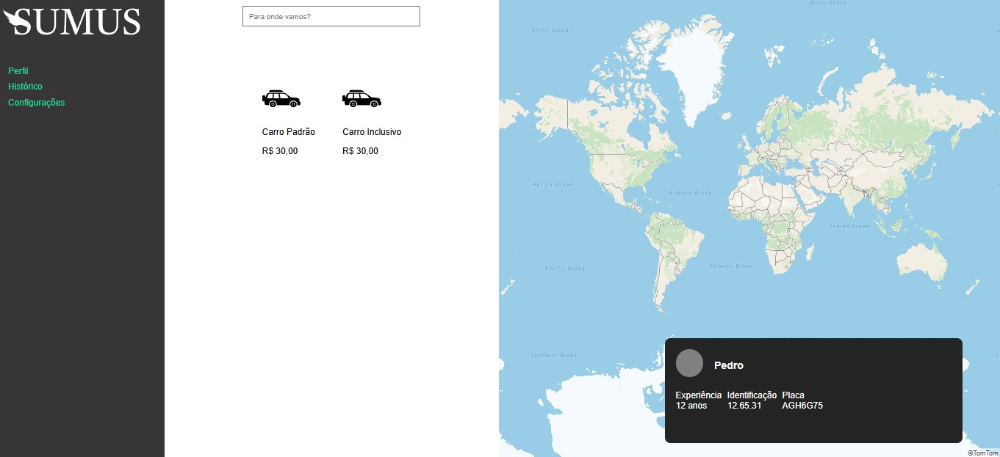 SUMUS
Perfil
Histórico
Configurações
Para onde vamos?
Carro Padrão
R$ 30,00
Carro Inclusivo
R$ 30,00
Arctic Ocean
Arctic Ocean
Pacific Ocean
Atlantic Ocean
Indian Ocean
Pacific Ocean
Atlantic Ocean
Southern Ocean
Pedro
Experiência Identificação Placa
12 anos 12.65.31 AGH6G75
©TomTom